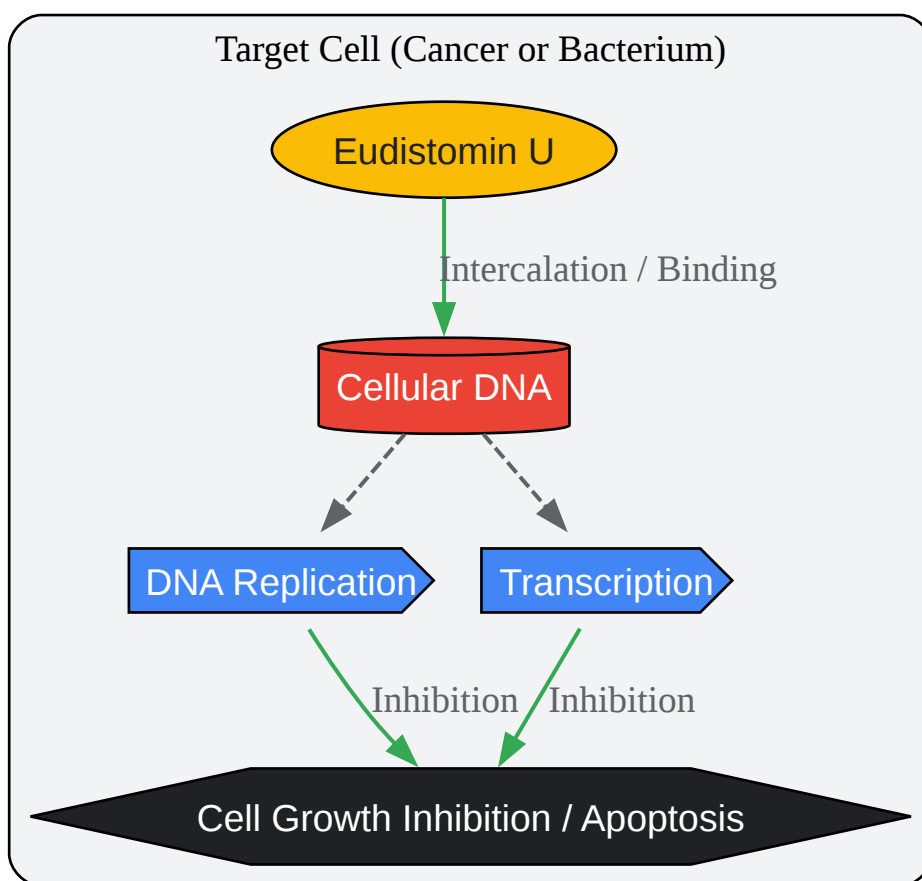 Target Cell (Cancer or Bacterium)
Eudistomin U
Intercalation / Binding
Cellular DNA
DNA Replication
Transcription
Inhibition
Inhibition
Cell Growth Inhibition / Apoptosis